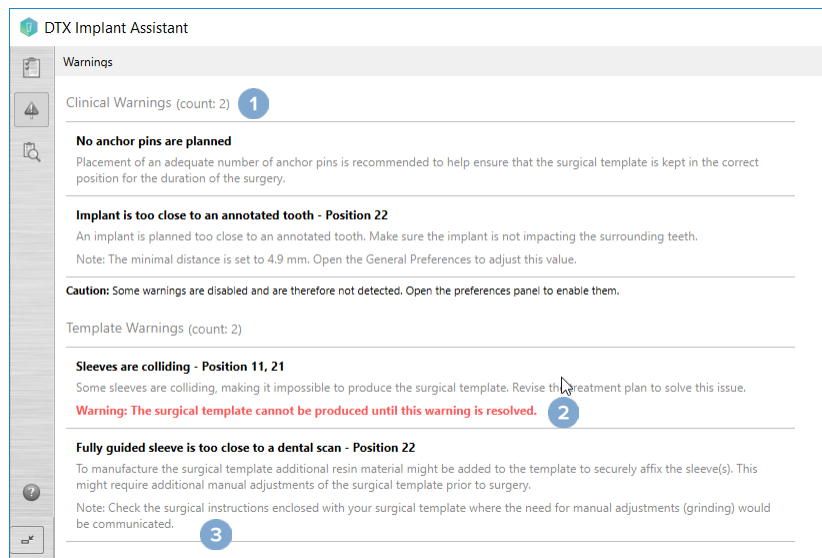 DTX Implant Assistant
Warnings
Clinical Warnings (count: 2) 1
No anchor pins are planned
Placement of an adequate number of anchor pins is recommended to help ensure that the surgical template is kept in the correct
position for the duration of the surgery.
Implant is too close to an annotated tooth - Position 22
An implant is planned too close to an annotated tooth. Make sure the implant is not impacting the surrounding teeth.
Note: The minimal distance is set to 4.9 mm. Open the General Preferences to adjust this value.
Caution: Some warnings are disabled and are therefore not detected. Open the preferences panel to enable them.
Template Warnings (count: 2)
Sleeves are colliding - Position 11, 21
Some sleeves are colliding, making it impossible to produce the surgical template. Revise the treatment plan to solve this issue.
Warning: The surgical template cannot be produced until this warning is resolved. 2
Fully guided sleeve is too close to a dental scan - Position 22
To manufacture the surgical template additional resin material might be added to the template to securely affix the sleeve(s). This
might require additional manual adjustments of the surgical template prior to surgery.
Note: Check the surgical instructions enclosed with your surgical template where the need for manual adjustments (grinding) would
be communicated.
3
?